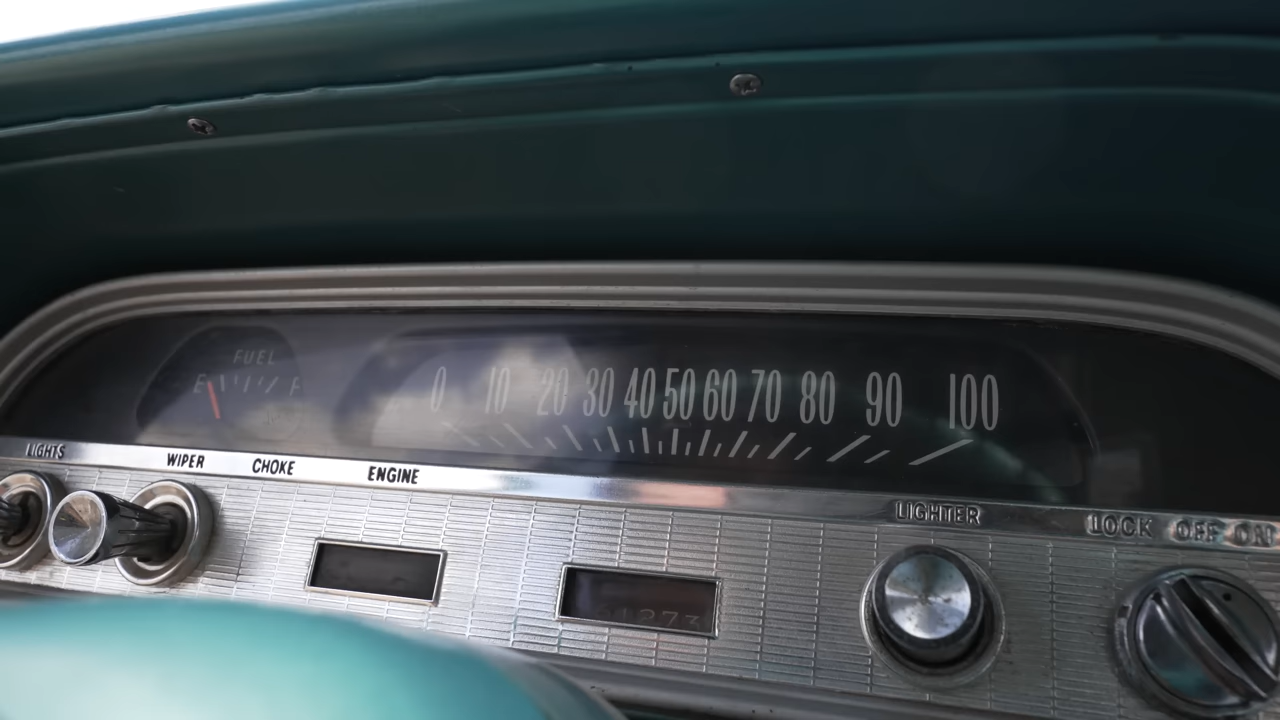 FUEL
E F
0 10 20 30 40 50 60 70 80 90 100
LIGHTS WIPER CHOKE ENGINE
LIGHTER LOCK OFF ON